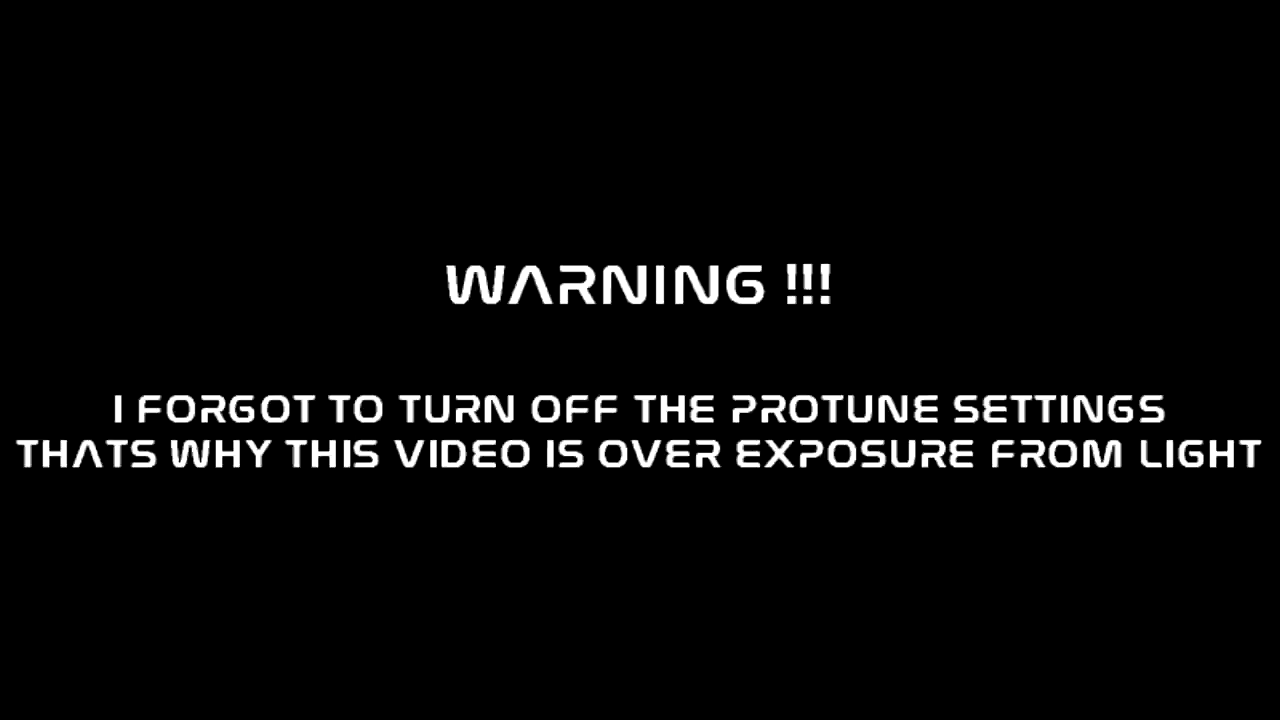 WARNING !!!
I FORGOT TO TURN OFF THE PROTUNE SETTINGS
THATS WHY THIS VIDEO IS OVER EXPOSURE FROM LIGHT